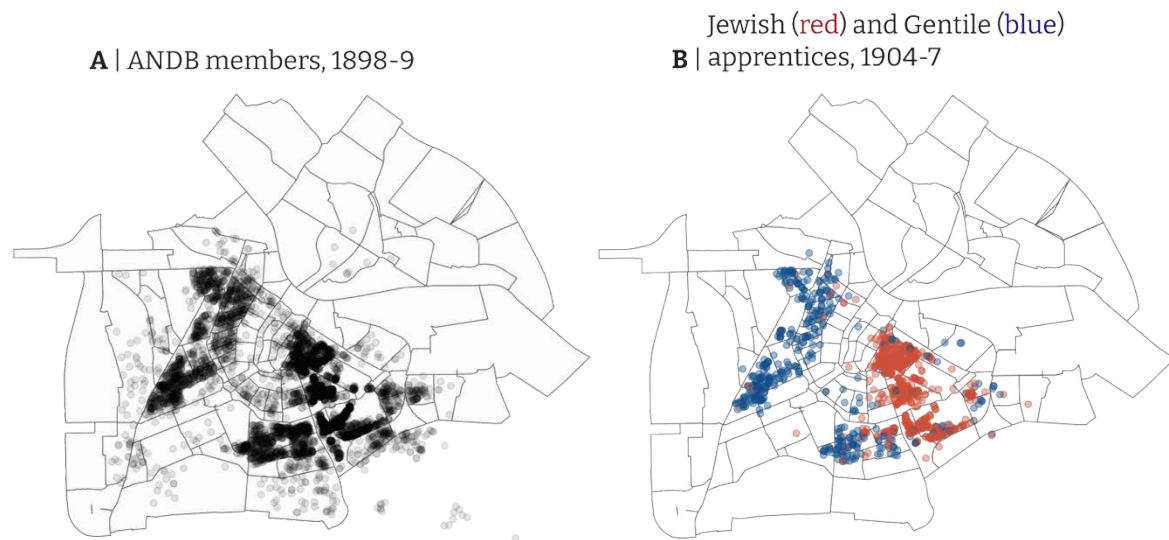 A | ANDB members, 1898-9
Jewish (red) and Gentile (blue)
B | apprentices, 1904-7